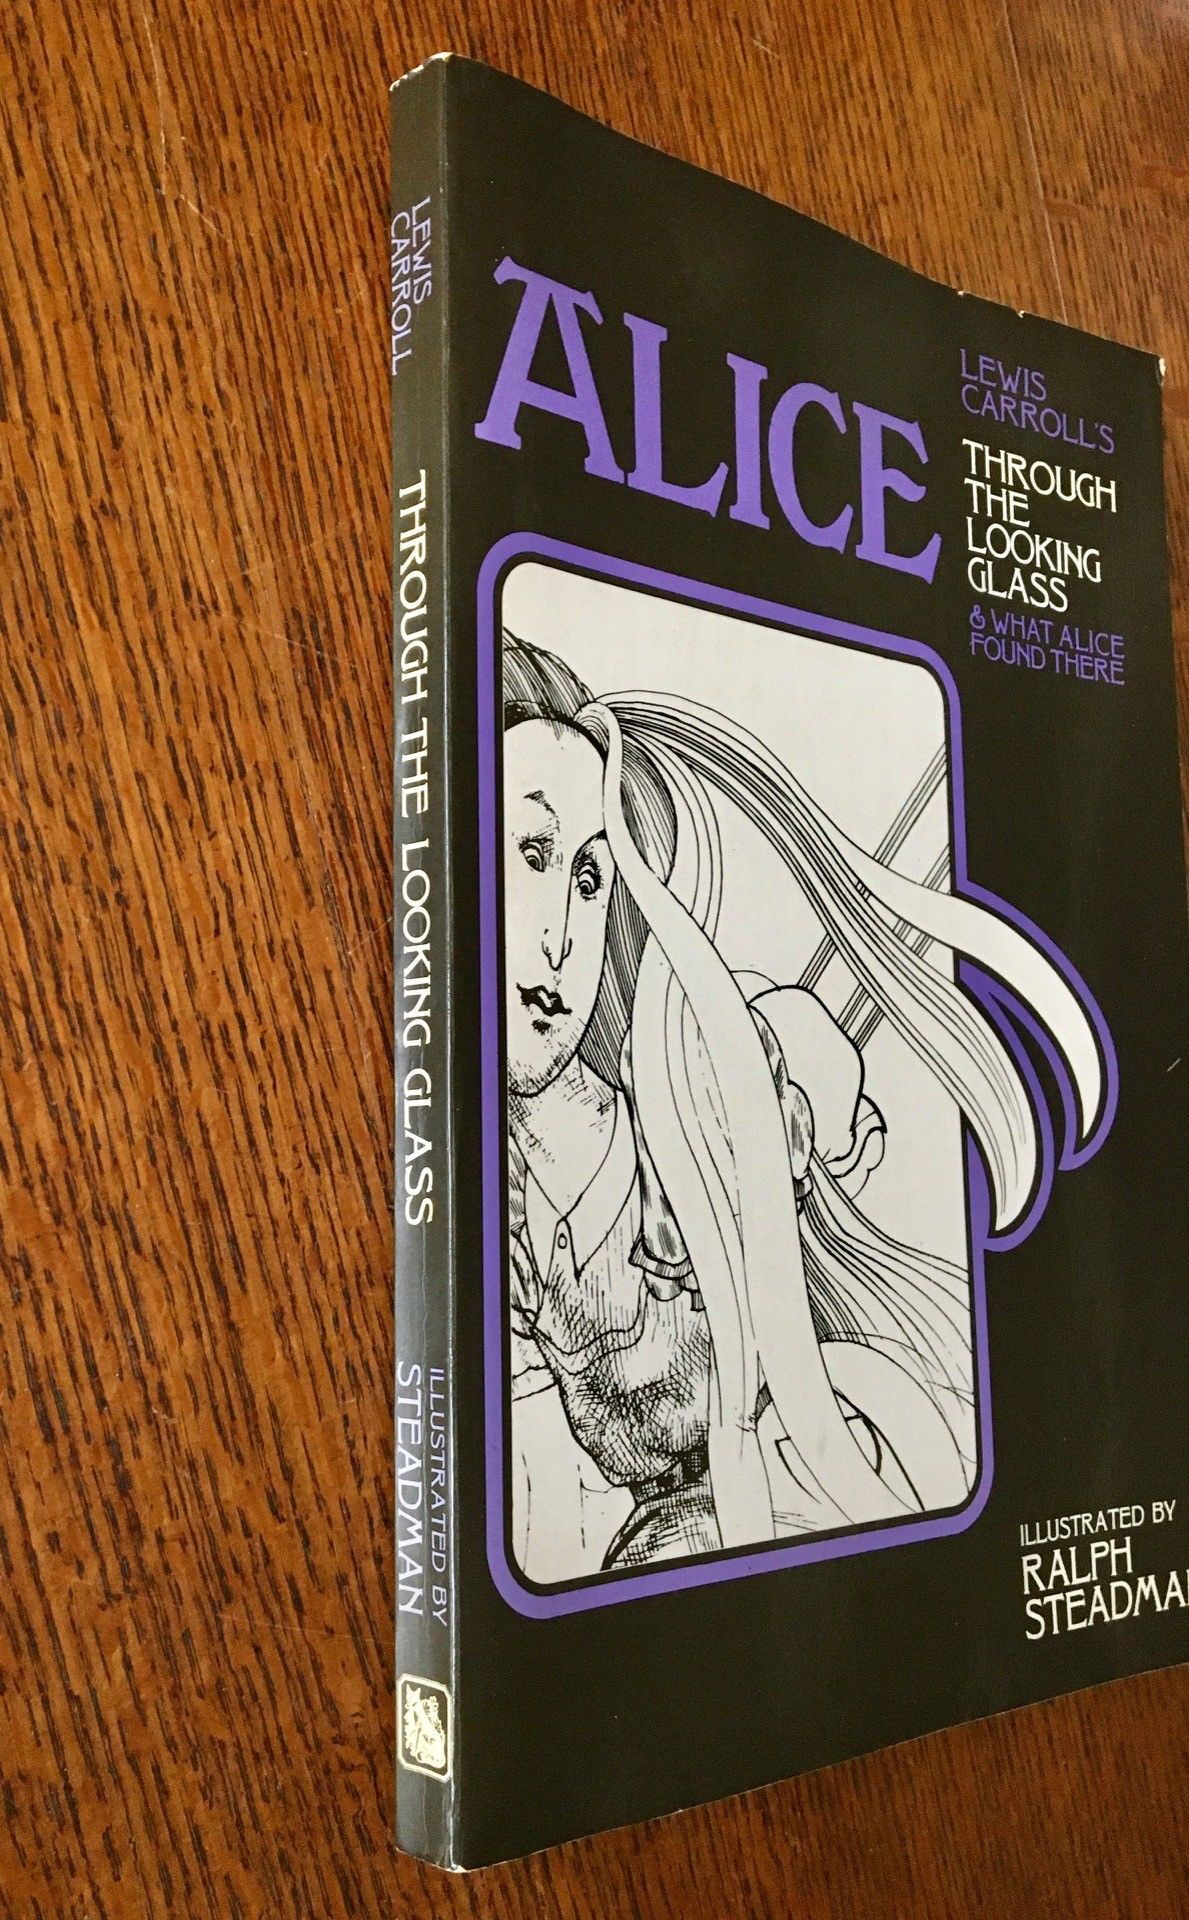 LEWIS
CARROLL
THROUGH THE LOOKING GLASS
ILLUSTRATED BY
STEADMAN
ALICE
LEWIS
CARROLL'S
THROUGH
THE
LOOKING
GLASS
& WHAT ALICE
FOUND THERE
ILLUSTRATED BY
RALPH
STEADMA